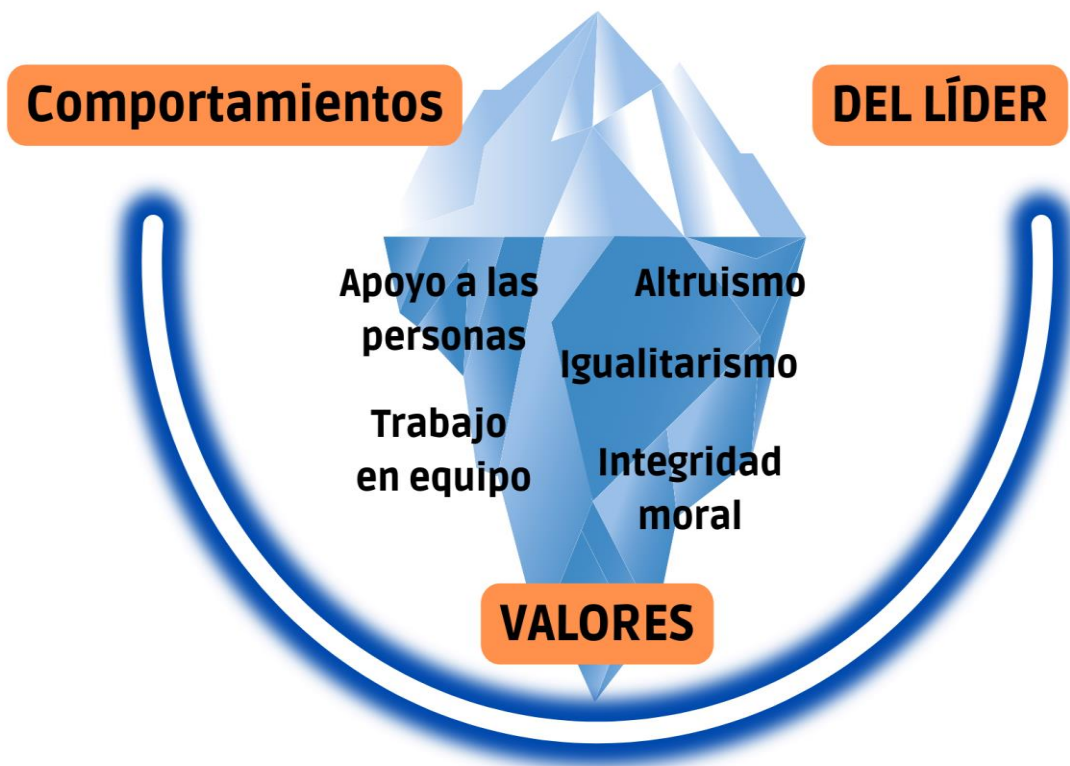 Comportamientos
DEL LÍDER
Apoyo a las
personas
Altruismo
Igualitarismo
Trabajo
en equipo
Integridad
moral
VALORES